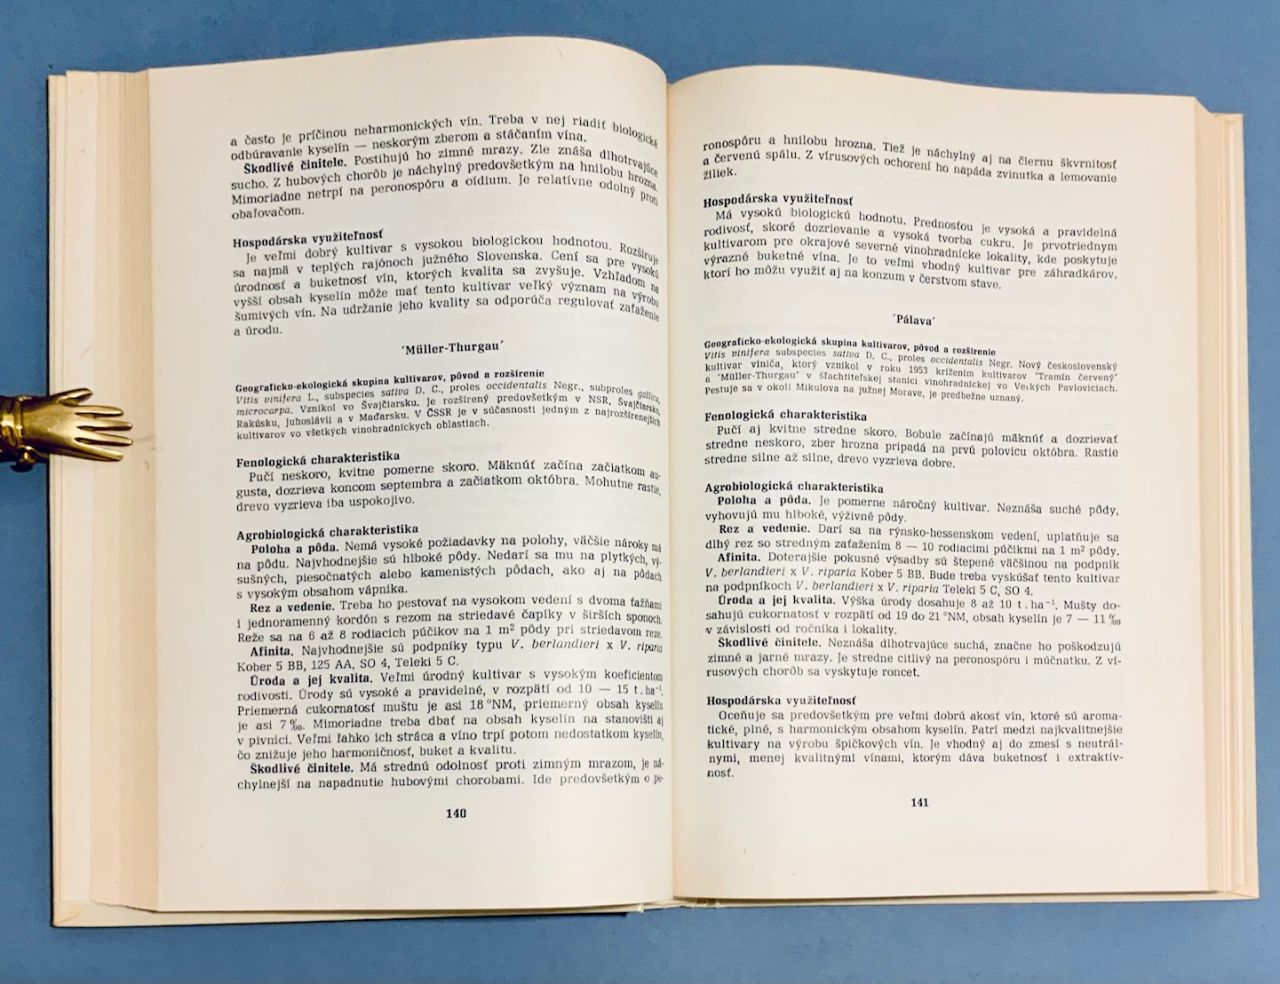 a často je príčinou neharmonických vín. Treba v nej riadiť biologické
odbúravanie kyselín — neskorým zberom a stáčaním vína.
Škodlivé činitele. Postihujú ho zimné mrazy. Zle znáša dlhotrvajúce
sucho. Z hubových chorôb je náchylný predovšetkým na hnilobu hrozna.
Mimoriadne netrpí na peronospóru a oídium. Je relatívne odolný proti
obaľovačom.
Hospodárska využiteľnosť
Je veľmi dobrý kultivar s vysokou biologickou hodnotou. Rozširuje
sa najmä v teplých rajónoch južného Slovenska. Cení sa pre vysokú
úrodnosť a buketnosť vín, ktorých kvalita sa zvyšuje. Vzhľadom na
vyšší obsah kyselín môže mať tento kultivar veľký význam na výrobu
šumivých vín. Na udržanie jeho kvality sa odporúča regulovať zaťaženie
a úrodu.
'Müller-Thurgau'
Geograficko-ekologická skupina kultivarov, pôvod a rozšírenie
Vitis vinifera L., subspecies sativa D. C., proles occidentalis Negr., subproles gallica,
microcarpa. Vznikol vo Švajčiarsku. Je rozšírený predovšetkým v NSR, Švajčiarsku,
Rakúsku, Juhoslávii a v Maďarsku. V ČSSR je v súčasnosti jedným z najrozšírenejších
kultivarov vo všetkých vinohradníckych oblastiach.
Fenologická charakteristika
Pučí neskoro, kvitne pomerne skoro. Mäknúť začína začiatkom au-
gusta, dozrieva koncom septembra a začiatkom októbra. Mohutne rastie,
drevo vyzrieva iba uspokojivo.
Agrobiologická charakteristika
Poloha a pôda. Nemá vysoké požiadavky na polohy, väčšie nároky má
na pôdu. Najvhodnejšie sú hlboké pôdy. Nedarí sa mu na plytkých, vý-
sušných, piesočnatých alebo kamenistých pôdach, ako aj na pôdach
s vysokým obsahom vápnika.
Rez a vedenie. Treba ho pestovať na vysokom vedení s dvoma ťažňami
i jednoramenný kordón s rezom na striedavé čapíky v širších sponoch.
Reže sa na 6 až 8 rodiacich púčikov na 1 m² pôdy pri striedavom reze.
Afinita. Najvhodnejšie sú podpníky typu V. berlandieri x V. riparia
Kober 5 BB, 125 AA, SO 4, Teleki 5 C.
Úroda a jej kvalita. Veľmi úrodný kultivar s vysokým koeficientom
rodivosti. Úrody sú vysoké a pravidelné, v rozpätí od 10 — 15 t. ha⁻¹.
Priemerná cukornatosť muštu je asi 18 °NM, priemerný obsah kyselín
je asi 7 ‰. Mimoriadne treba dbať na obsah kyselín na stanovišti aj
v pivnici. Veľmi ľahko ich stráca a víno trpí potom nedostatkom kyselín,
čo znižuje jeho harmoničnosť, buket a kvalitu.
Škodlivé činitele. Má strednú odolnosť proti zimným mrazom, je ná-
chylnejší na napadnutie hubovými chorobami. Ide predovšetkým o pe-
140
ronospóru a hnilobu hrozna. Tiež je náchylný aj na čiernu škvrnitosť
a červenú spálu. Z vírusových ochorení ho napáda zvinutka a lemovanie
žiliek.
Hospodárska využiteľnosť
Má vysokú biologickú hodnotu. Prednosťou je vysoká a pravidelná
rodivosť, skoré dozrievanie a vysoká tvorba cukru. Je prvotriednym
kultivarom pre okrajové severné vinohradnícke lokality, kde poskytuje
výrazné buketné vína. Je to veľmi vhodný kultivar pre záhradkárov,
ktorí ho môžu využiť aj na konzum v čerstvom stave.
'Pálava'
Geograficko-ekologická skupina kultivarov, pôvod a rozšírenie
Vitis vinifera subspecies sativa D. C., proles occidentalis Negr. Nový československý
kultivar viniča, ktorý vznikol v roku 1953 krížením kultivarov 'Tramín červený'
a 'Müller-Thurgau' v šľachtiteľskej stanici vinohradníckej vo Veľkých Pavloviciach.
Pestuje sa v okolí Mikulova na južnej Morave, je predbežne uznaný.
Fenologická charakteristika
Pučí aj kvitne stredne skoro. Bobule začínajú mäknúť a dozrievať
stredne neskoro, zber hrozna pripadá na prvú polovicu októbra. Rastie
stredne silne až silne, drevo vyzrieva dobre.
Agrobiologická charakteristika
Poloha a pôda. Je pomerne náročný kultivar. Neznáša suché pôdy,
vyhovujú mu hlboké, výživné pôdy.
Rez a vedenie. Darí sa na rýnsko-hessenskom vedení, uplatňuje sa
dlhý rez so stredným zaťažením 8 — 10 rodiacimi púčikmi na 1 m² pôdy.
Afinita. Doterajšie pokusné výsadby sú štepené väčšinou na podpník
V. berlandieri x V. riparia Kober 5 BB. Bude treba vyskúšať tento kultivar
na podpníkoch V. berlandieri x V. riparia Teleki 5 C, SO 4.
Úroda a jej kvalita. Výška úrody dosahuje 8 až 10 t. ha⁻¹. Mušty do-
sahujú cukornatosť v rozpätí od 19 do 21 °NM, obsah kyselín je 7 — 11 ‰
v závislosti od ročníka i lokality.
Škodlivé činitele. Neznáša dlhotrvajúce suchá, značne ho poškodzujú
zimné a jarné mrazy. Je stredne citlivý na peronospóru i múčnatku. Z ví-
rusových chorôb sa vyskytuje roncet.
Hospodárska využiteľnosť
Oceňuje sa predovšetkým pre veľmi dobrú akosť vín, ktoré sú aroma-
tické, plné, s harmonickým obsahom kyselín. Patrí medzi najkvalitnejšie
kultivary na výrobu špičkových vín. Je vhodný aj do zmesí s neutrál-
nymi, menej kvalitnými vínami, ktorým dáva buketnosť i extraktív-
nosť.
141